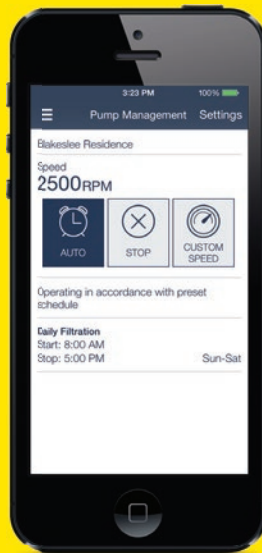 3:23 PM 100%
Pump Management Settings
Blakeslee Residence
Speed
2500RPM
AUTO
STOP
CUSTOM
SPEED
Operating in accordance with preset
schedule
Daily Filtration
Start: 8:00 AM
Stop: 5:00 PM Sun-Sat